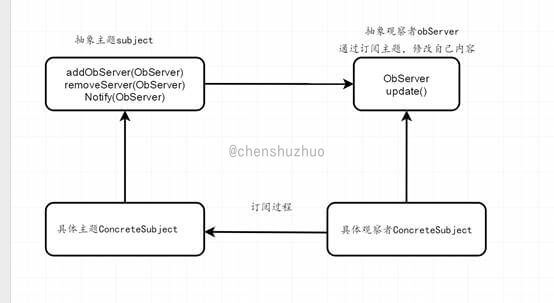 抽象主题subject
抽象观察者obServer
通过订阅主题，修改自己内容
addObServer(ObServer)
removeServer(ObServer)
Notify(ObServer)
ObServer
update()
@chenshuzhuo
订阅过程
具体主题ConcreteSubject
具体观察者ConcreteSubject